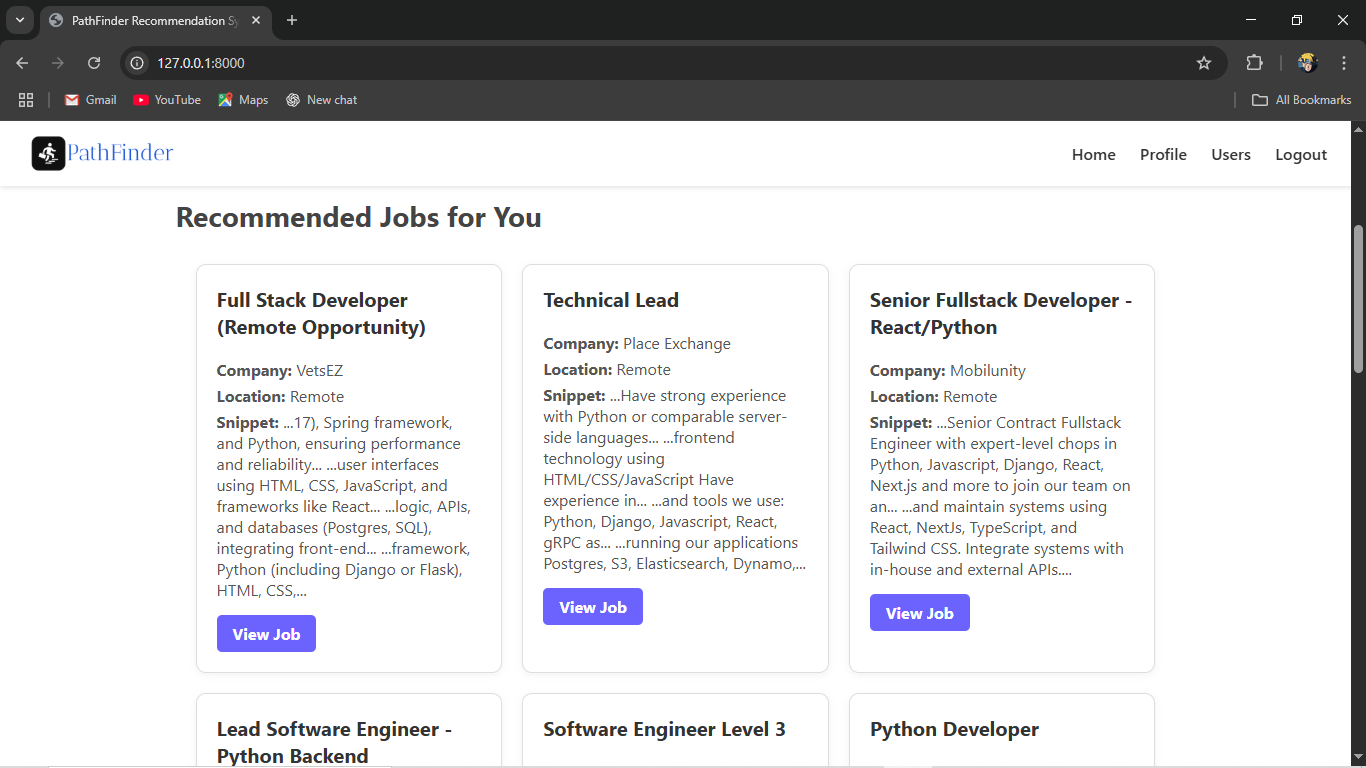 PathFinder Recommendation Sy
127.0.0.1:8000
Gmail
YouTube
Maps
New chat
All Bookmarks
PathFinder
Home
Profile
Users
Logout
Recommended Jobs for You
Full Stack Developer
(Remote Opportunity)
Company: VetsEZ
Location: Remote
Snippet: ...17), Spring framework,
and Python, ensuring performance
and reliability... ...user interfaces
using HTML, CSS, JavaScript, and
frameworks like React... ...logic, APIs,
and databases (Postgres, SQL),
integrating front-end... ...framework,
Python (including Django or Flask),
HTML, CSS,...
View Job
Technical Lead
Company: Place Exchange
Location: Remote
Snippet: ...Have strong experience
with Python or comparable server-
side languages... ...frontend
technology using
HTML/CSS/JavaScript Have
experience in... ...and tools we use:
Python, Django, Javascript, React,
gRPC as... ...running our applications
Postgres, S3, Elasticsearch, Dynamo,...
View Job
Senior Fullstack Developer -
React/Python
Company: Mobilunity
Location: Remote
Snippet: ...Senior Contract Fullstack
Engineer with expert-level chops in
Python, Javascript, Django, React,
Next.js and more to join our team on
an... ...and maintain systems using
React, NextJs, TypeScript, and
Tailwind CSS. Integrate systems with
in-house and external APIs....
View Job
Lead Software Engineer -
Python Backend
Software Engineer Level 3
Python Developer